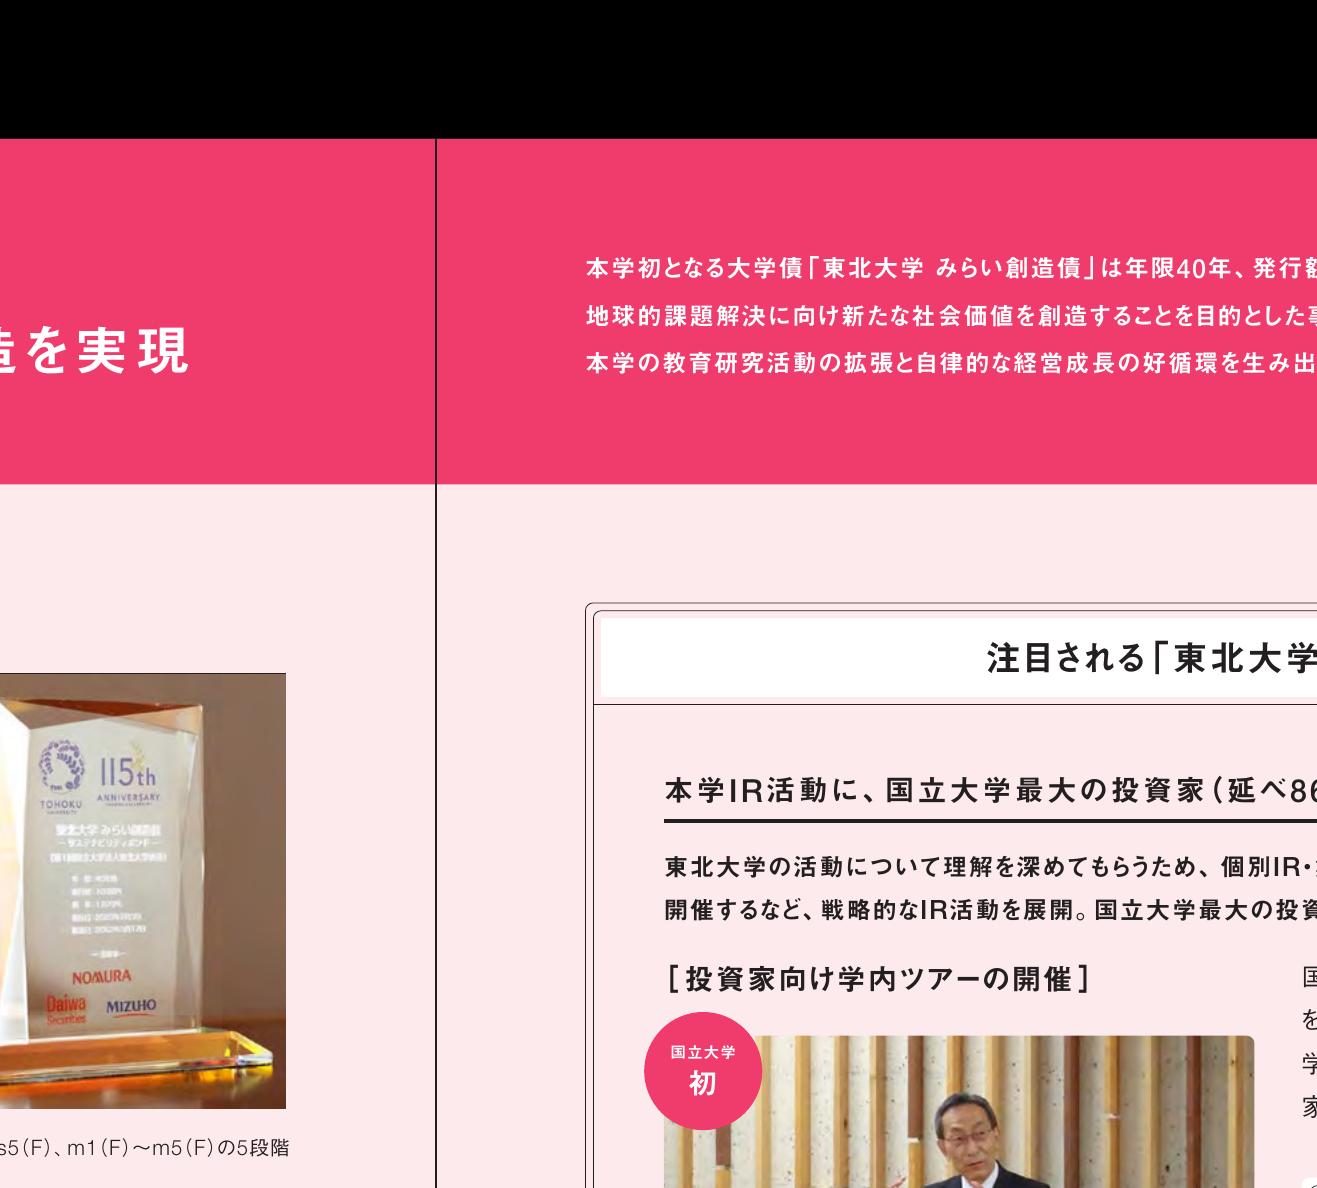 造を実現
本学初となる大学債「東北大学 みらい創造債」は年限40年、発行額
地球的課題解決に向け新たな社会価値を創造することを目的とした事
本学の教育研究活動の拡張と自律的な経営成長の好循環を生み出
注目される「東北大学
115th
ANNIVERSARY
TOHOKU
UNIVERSITY
東北大学 みらい創造債
－サステナビリティボンド－
NOMURA
Daiwa
Securities
MIZUHO
s5（F）、m1（F）～m5（F）の5段階
本学IR活動に、国立大学最大の投資家（延べ86
東北大学の活動について理解を深めてもらうため、個別IR・
開催するなど、戦略的なIR活動を展開。国立大学最大の投資
［投資家向け学内ツアーの開催］
国立大学
初
国
を
学
家